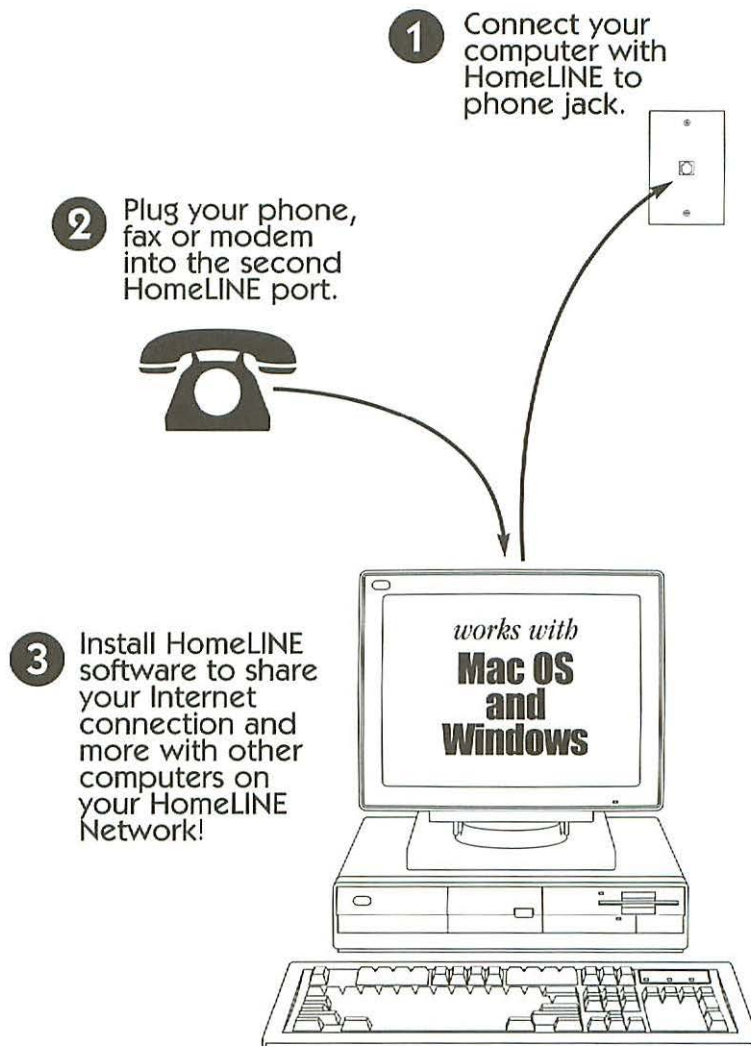 1 Connect your
computer with
HomeLINE to
phone jack.
2 Plug your phone,
fax or modem
into the second
HomeLINE port.
3 Install HomeLINE
software to share
your Internet
connection and
more with other
computers on
your HomeLINE
Network!
works with
Mac OS
and
Windows